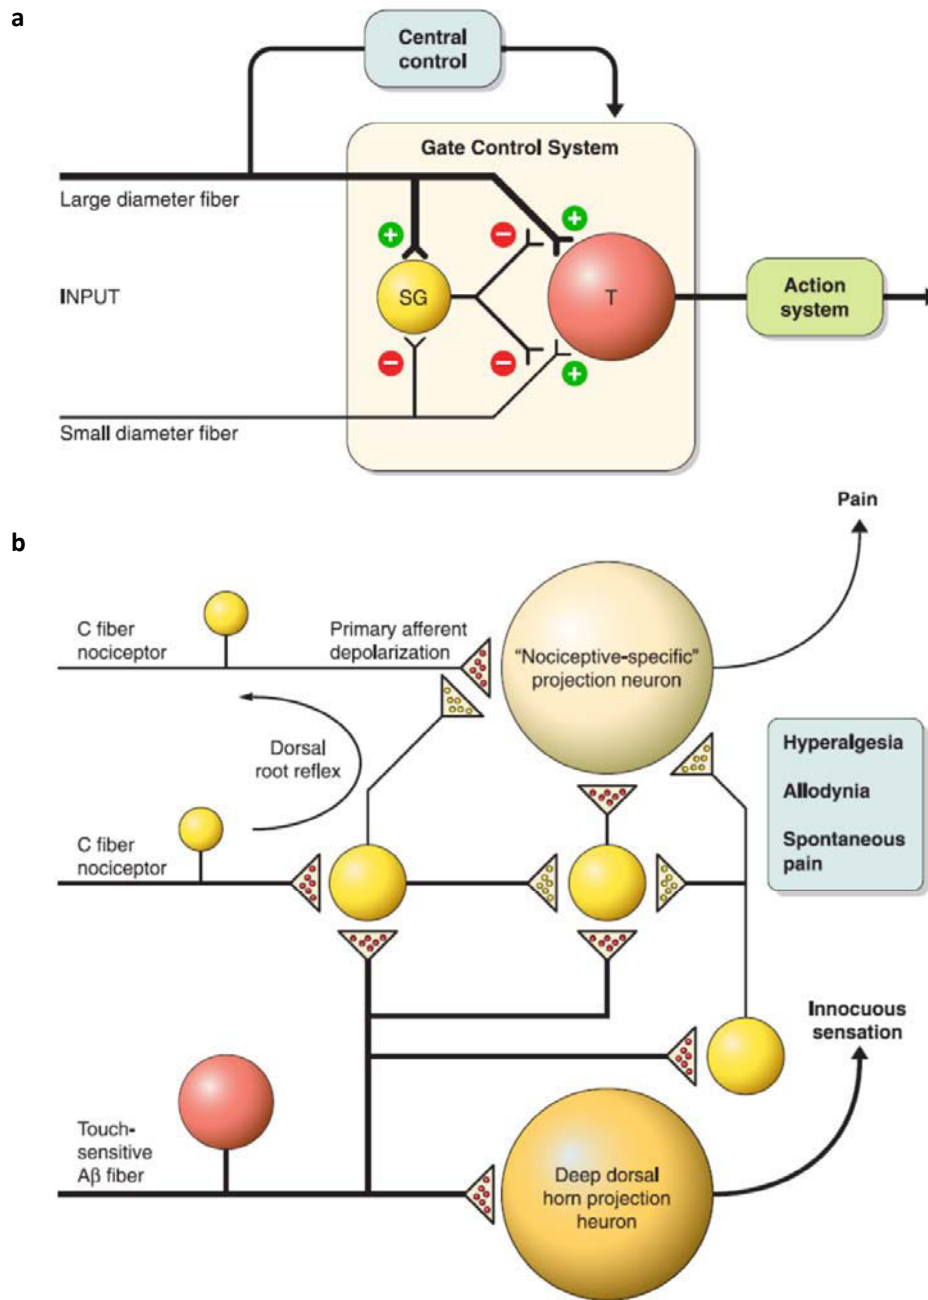 a
Central
control
Gate Control System
Large diameter fiber
+
−
+
INPUT
SG
T
Action
system
−
−
+
Small diameter fiber
b
Pain
C fiber
nociceptor
Primary afferent
depolarization
"Nociceptive-specific"
projection neuron
Dorsal
root reflex
Hyperalgesia
Allodynia
Spontaneous
pain
C fiber
nociceptor
Innocuous
sensation
Touch-
sensitive
Aβ fiber
Deep dorsal
horn projection
heuron